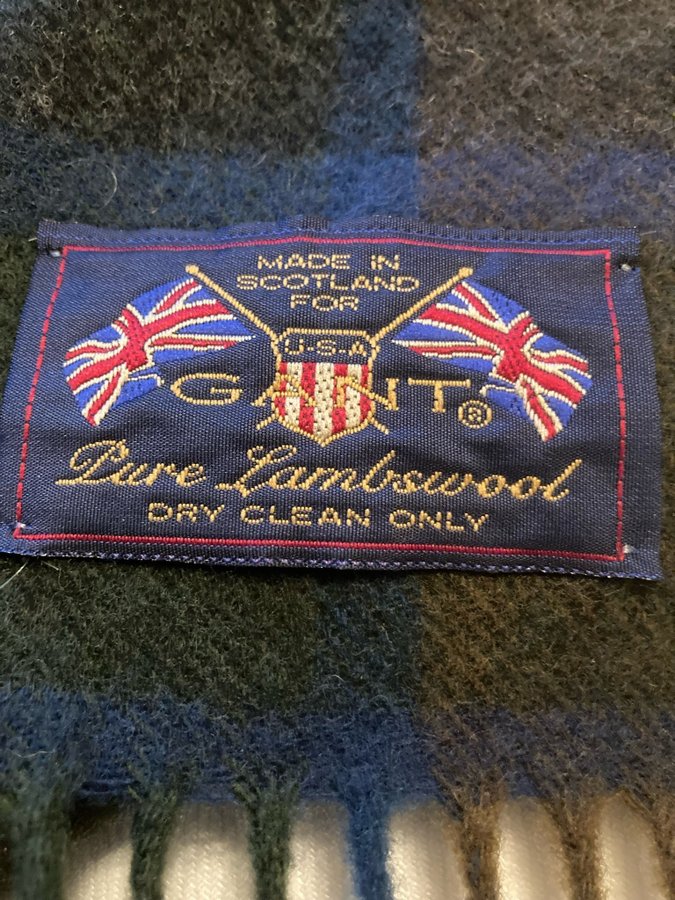 MADE IN
SCOTLAND
FOR
U·S·A
GANT®
Pure Lambswool
DRY CLEAN ONLY